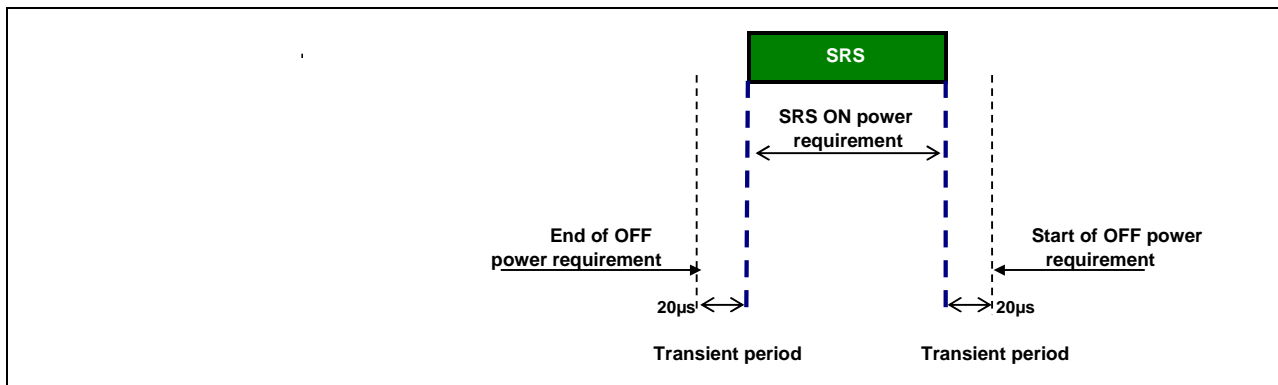 SRS
SRS ON power
requirement
End of OFF
power requirement
Start of OFF power
requirement
20µs
20µs
Transient period
Transient period